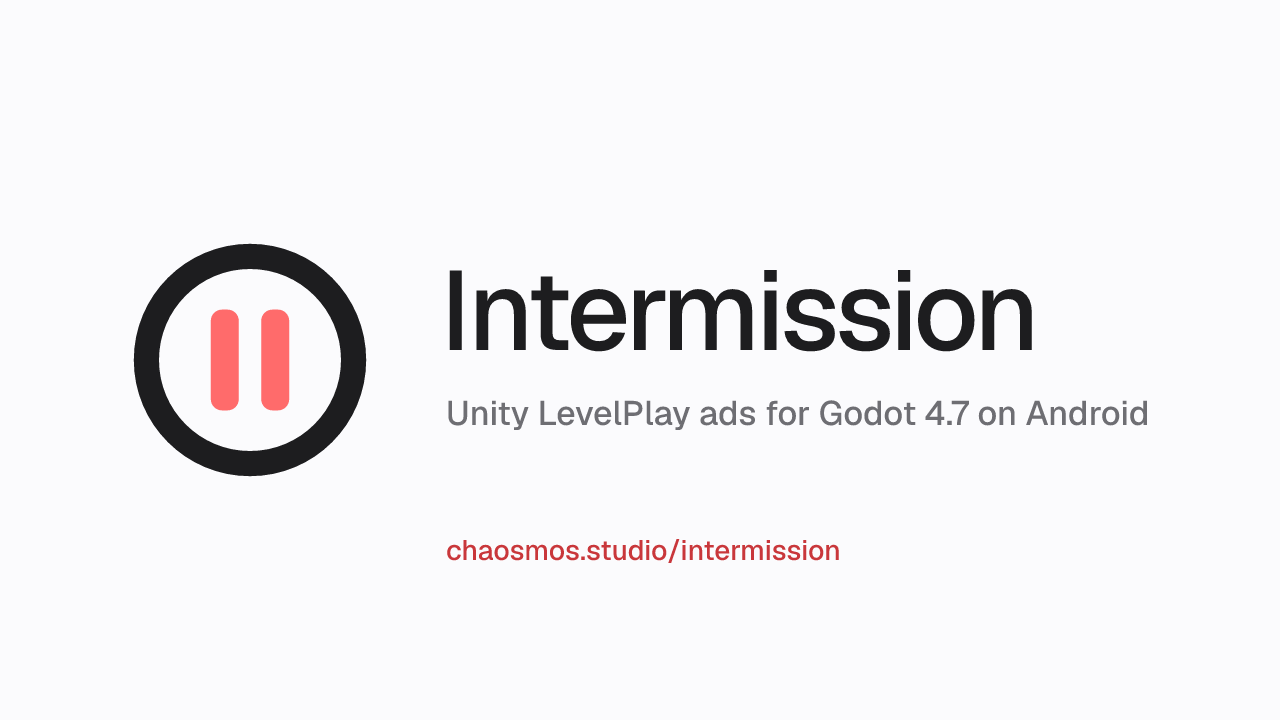 Intermission
Unity LevelPlay ads for Godot 4.7 on Android
chaosmos.studio/intermission